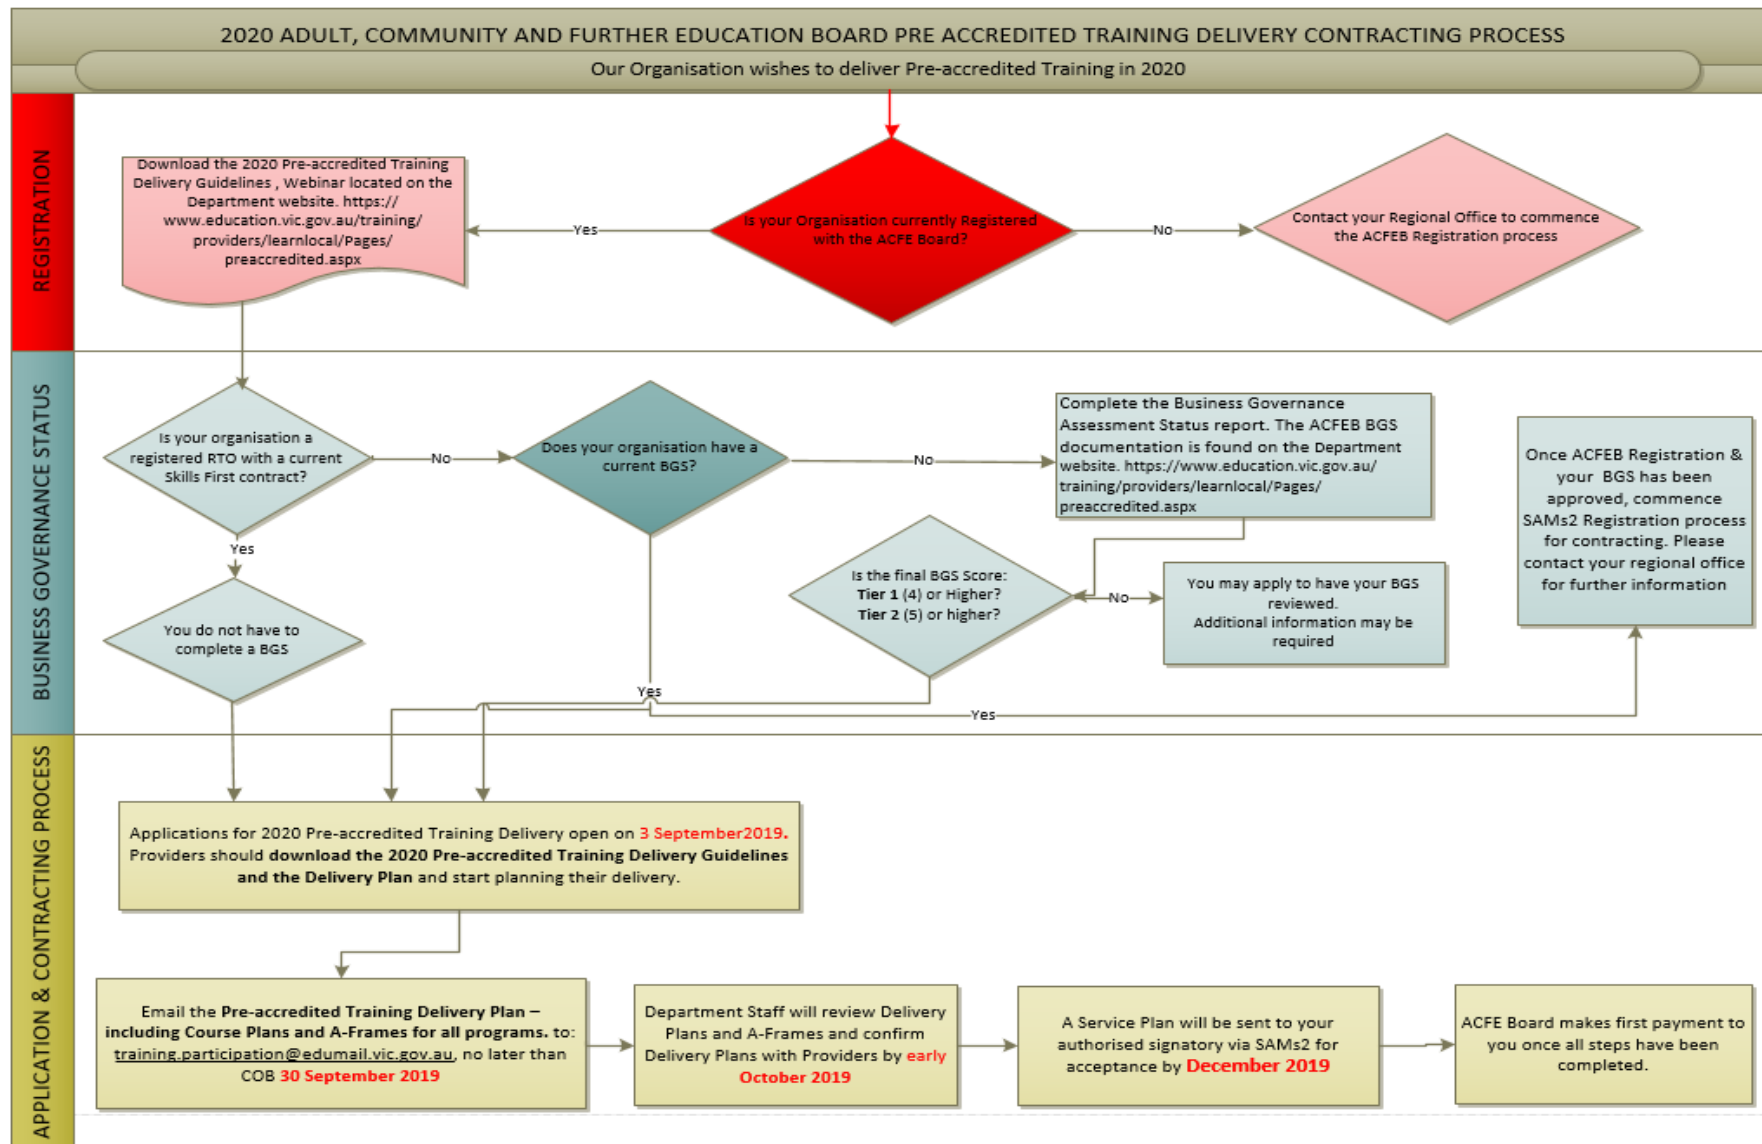 2020 ADULT, COMMUNITY AND FURTHER EDUCATION BOARD PRE ACCREDITED TRAINING DELIVERY CONTRACTING PROCESS
Our Organisation wishes to deliver Pre-accredited Training in 2020
REGISTRATION
Download the 2020 Pre-accredited Training
Delivery Guidelines , Webinar located on the
Department website. https://
www.education.vic.gov.au/training/
providers/learnlocal/Pages/
preaccredited.aspx
Yes
Is your Organisation currently Registered
with the ACFE Board?
No
Contact your Regional Office to commence
the ACFEB Registration process
BUSINESS GOVERNANCE STATUS
Is your organisation a
registered RTO with a current
Skills First contract?
No
Does your organisation have a
current BGS?
No
Complete the Business Governance
Assessment Status report. The ACFEB BGS
documentation is found on the Department
website. https://www.education.vic.gov.au/
training/providers/learnlocal/Pages/
preaccredited.aspx
Once ACFEB Registration &
your  BGS has been
approved, commence
SAMs2 Registration process
for contracting. Please
contact your regional office
for further information
Yes
You do not have to
complete a BGS
Is the final BGS Score:
Tier 1 (4) or Higher?
Tier 2 (5) or higher?
No
You may apply to have your BGS
reviewed.
Additional information may be
required
Yes
Yes
APPLICATION & CONTRACTING PROCESS
Applications for 2020 Pre-accredited Training Delivery open on 3 September2019.
Providers should download the 2020 Pre-accredited Training Delivery Guidelines
and the Delivery Plan and start planning their delivery.
Email the Pre-accredited Training Delivery Plan –
including Course Plans and A-Frames for all programs. to:
training.participation@edumail.vic.gov.au, no later than
COB 30 September 2019
Department Staff will review Delivery
Plans and A-Frames and confirm
Delivery Plans with Providers by early
October 2019
A Service Plan will be sent to your
authorised signatory via SAMs2 for
acceptance by December 2019
ACFE Board makes first payment to
you once all steps have been
completed.